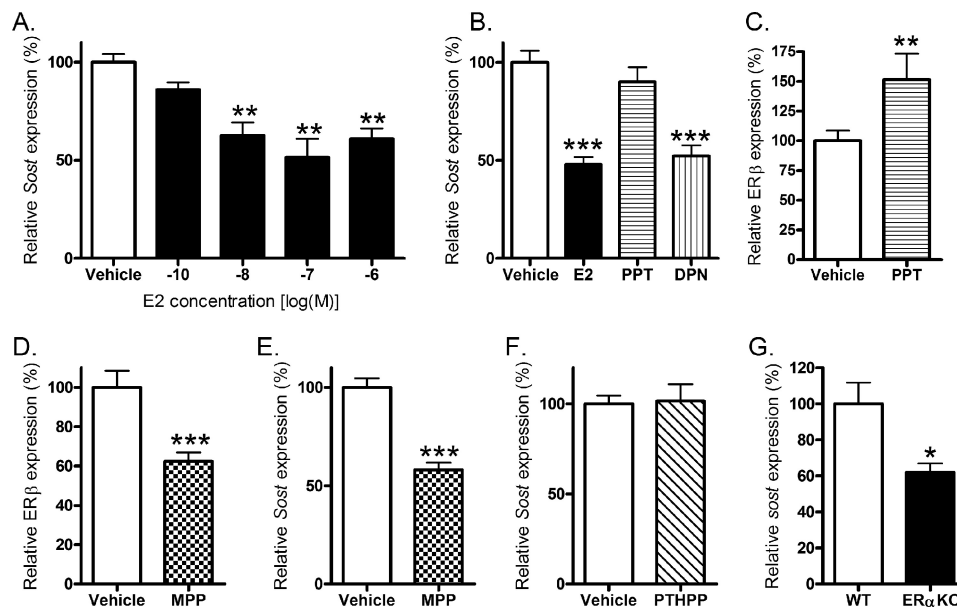 A.
Relative Sost expression (%)
100
50
0
**
**
**
Vehicle
-10
-8
-7
-6
E2 concentration [log(M)]
B.
Relative Sost expression (%)
100
50
0
***
***
Vehicle
E2
PPT
DPN
C.
Relative ERβ expression (%)
175
150
125
100
75
50
25
0
**
Vehicle
PPT
D.
Relative ERβ expression (%)
100
80
60
40
20
0
***
Vehicle
MPP
E.
Relative Sost expression (%)
100
50
0
***
Vehicle
MPP
F.
Relative Sost expression (%)
100
50
0
Vehicle
PTHPP
G.
Relative sost expression (%)
120
100
80
60
40
20
0
*
WT
ERαKO